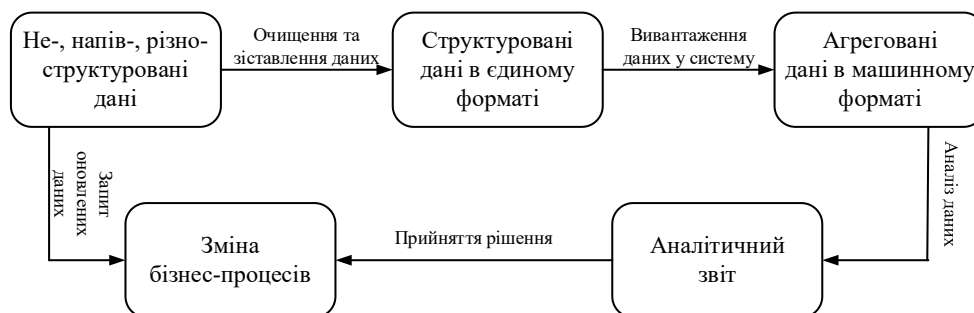 Не-, напів-, різно-
структуровані
дані
Очищення та
зіставлення даних
Структуровані
дані в єдиному
форматі
Вивантаження
даних у систему
Агреговані
дані в машинному
форматі
Запит
оновлених
даних
Аналіз даних
Зміна
бізнес-процесів
Прийняття рішення
Аналітичний
звіт